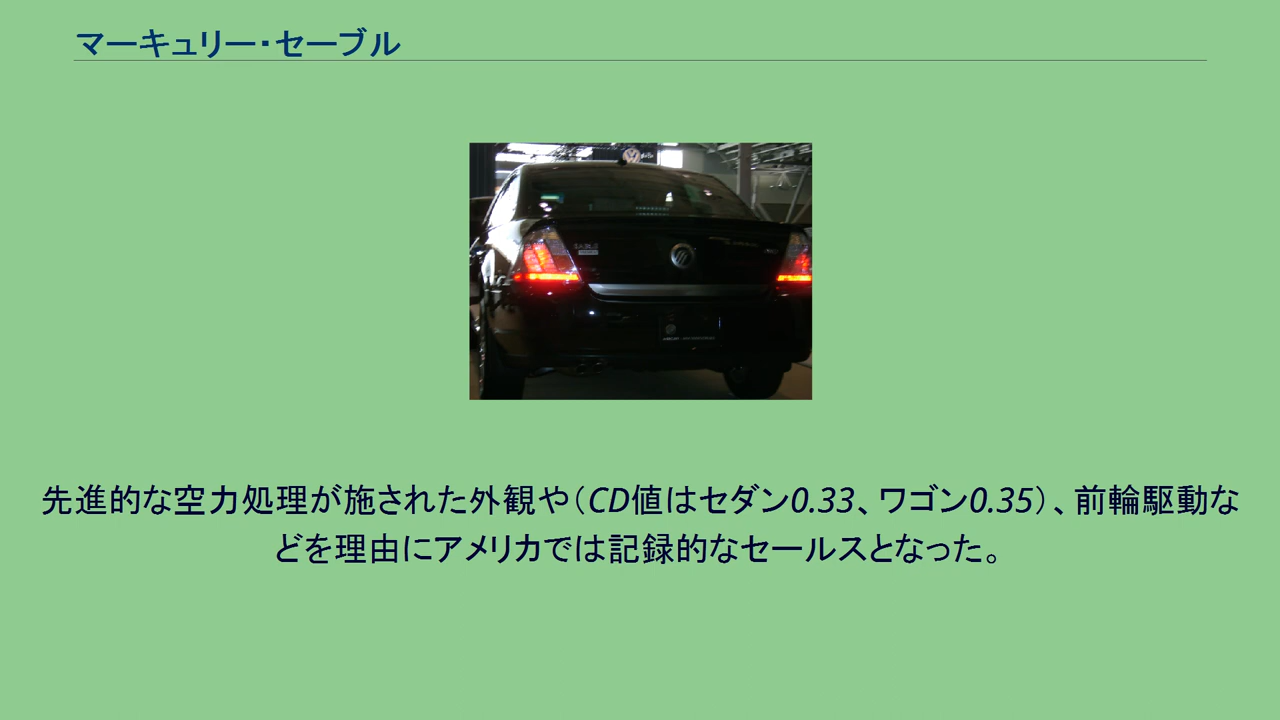 マーキュリー・セーブル
SABLE
先進的な空力処理が施された外観や（CD値はセダン0.33、ワゴン0.35）、前輪駆動な
どを理由にアメリカでは記録的なセールスとなった。